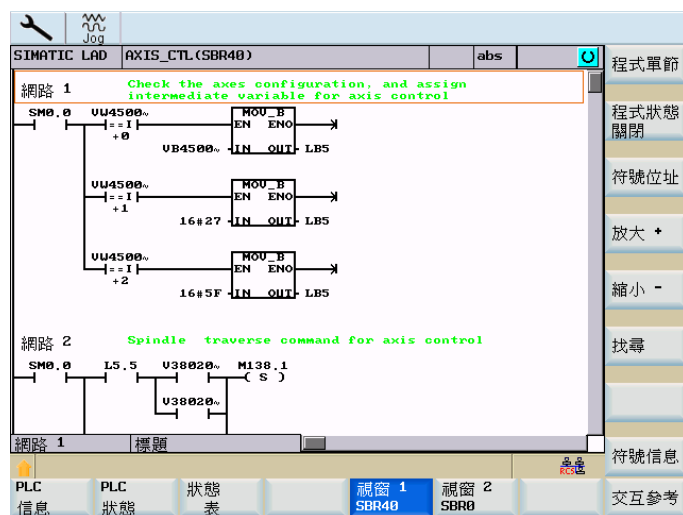 Jog
SIMATIC LAD AXIS_CTL(SBR40) abs
程式單節
網路 1 Check the axes configuration, and assign
intermediate variable for axis control
SM0.0 VW4500~ MOV_B
==I EN ENO
+0
VB4500~ IN OUT LB5
程式狀態
關閉
符號位址
VW4500~ MOV_B
==I EN ENO
+1
16#27 IN OUT LB5
放大 +
VW4500~ MOV_B
==I EN ENO
+2
16#5F IN OUT LB5
縮小 -
網路 2 Spindle traverse command for axis control
找尋
SM0.0 L5.5 V38020~ M138.1
( S )
V38020~
網路 1 標題
符號信息
RCS
PLC
信息
PLC
狀態
狀態
表
視窗 1
SBR40
視窗 2
SBR0
交互參考